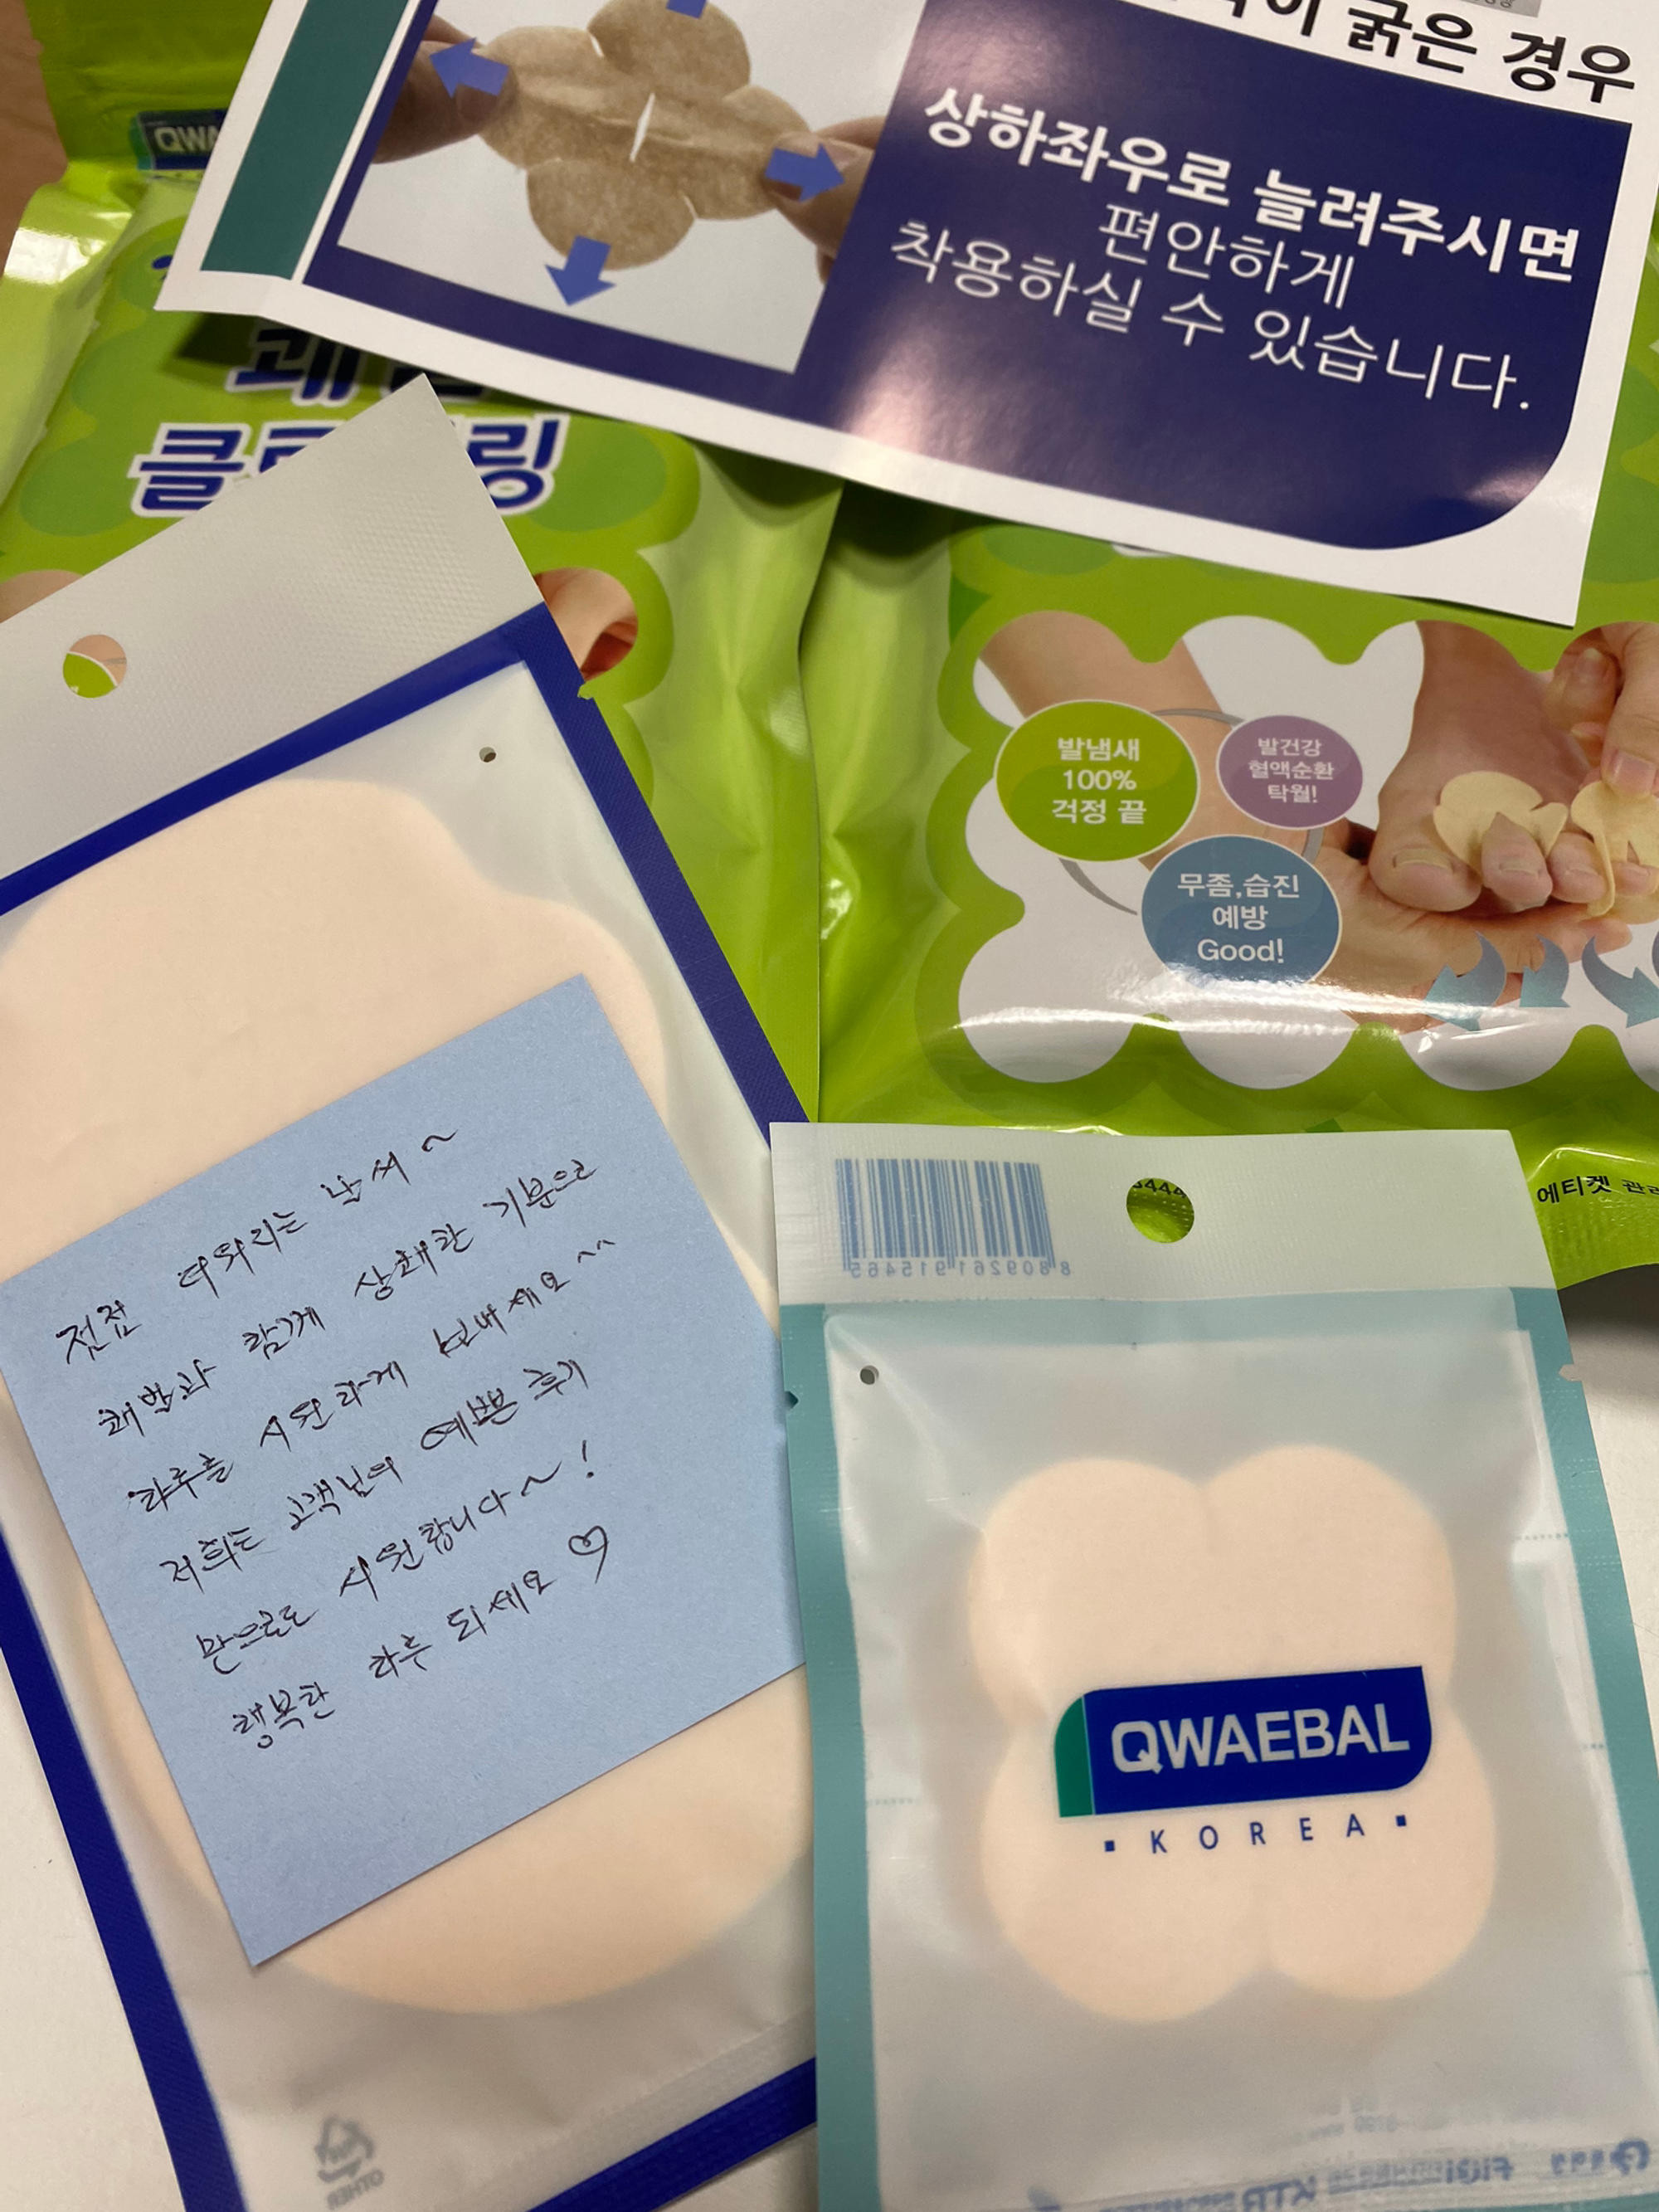 굵은 경우
상하좌우로 늘려주시면
편안하게
착용하실 수 있습니다.
발냄새
100%
걱정 끝
발건강
혈액순환
탁월!
무좀,습진
예방
Good!
에티켓
점점 더워지는 날씨~
쾌발과 함께 상쾌한 기분으로
하루를 시원하게 보내세요^^
저희는 고객님의 예쁜 후기
만으로도 시원합니다~!
행복한 하루 되세요♡
8809261915465
QWAEBAL
KOREA
OTHER
KTR